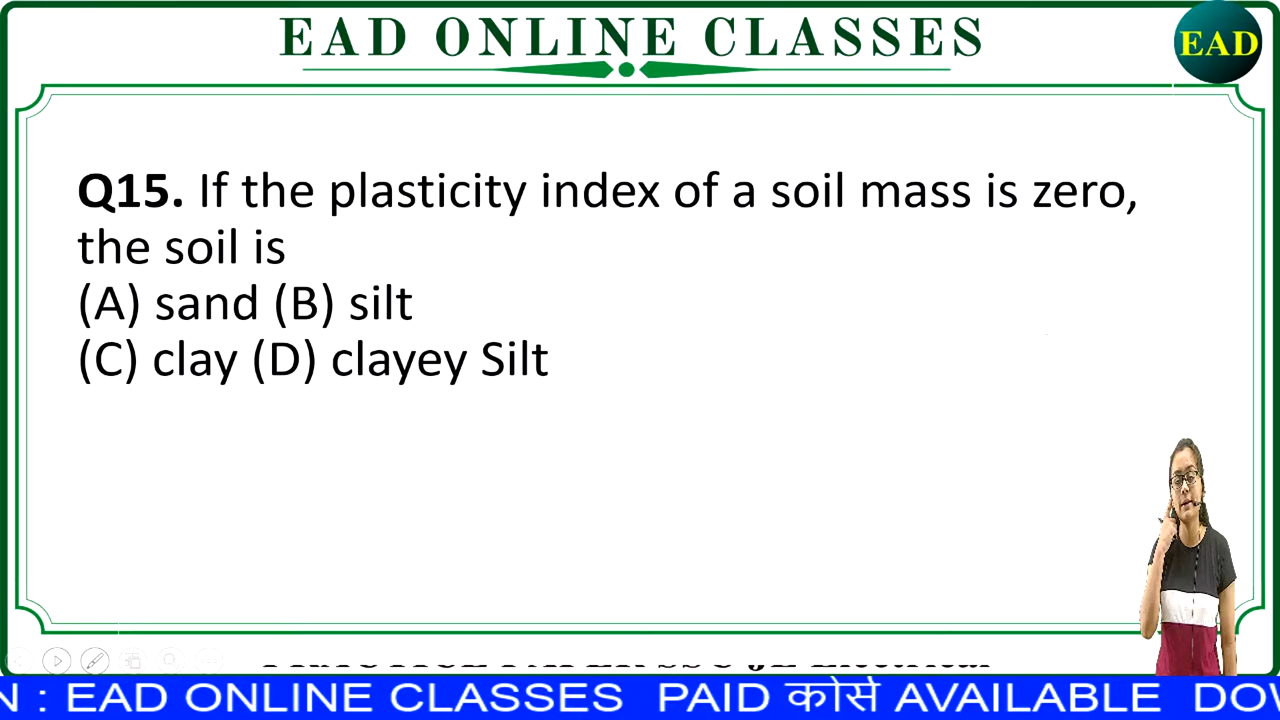 EAD ONLINE CLASSES
EAD
Q15. If the plasticity index of a soil mass is zero,
the soil is
(A) sand (B) silt
(C) clay (D) clayey Silt
N : EAD ONLINE CLASSES PAID कोर्स AVAILABLE DOW